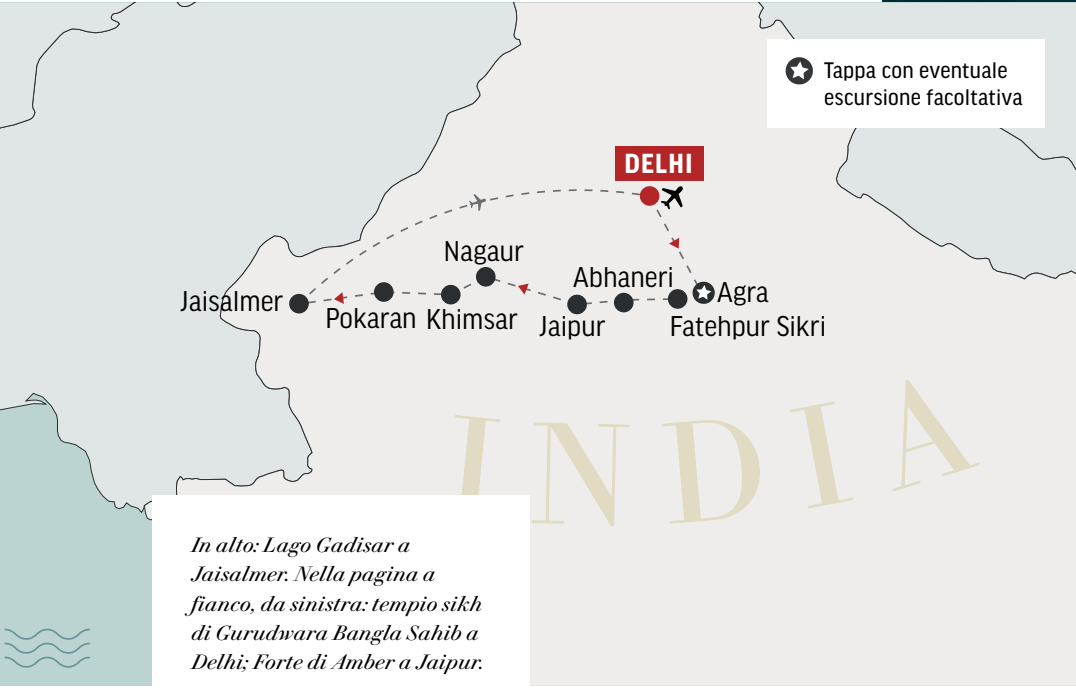 Tappa con eventuale
escursione facoltativa
DELHI
Nagaur
Abhaneri
Agra
Jaisalmer
Pokaran
Khimsar
Jaipur
Fatehpur Sikri
INDIA
In alto: Lago Gadisar a
Jaisalmer. Nella pagina a
fianco, da sinistra: tempio sikh
di Gurudwara Bangla Sahib a
Delhi; Forte di Amber a Jaipur.